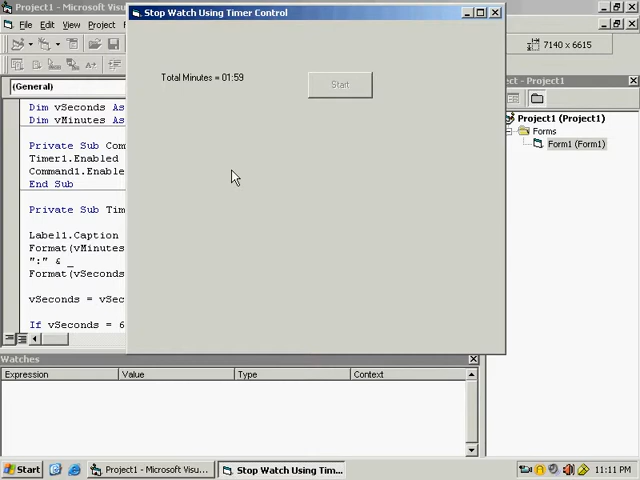 Project1 - Microsoft Visu
File Edit View Project
Stop Watch Using Timer Control
7140 x 6615
(General)
Total Minutes = 01:59
Start
ect - Project1
Project1 (Project1)
Forms
Form1 (Form1)
Dim vSeconds As
Dim vMinutes As
Private Sub Com
Timer1.Enabled
Command1.Enable
End Sub
Private Sub Tim
Label1.Caption
Format(vMinutes
":" & _
Format(vSeconds
vSeconds = vSec
If vSeconds = 6
Watches
Expression Value Type Context
Start Project1 - Microsoft Visu... Stop Watch Using Tim... 11:11 PM